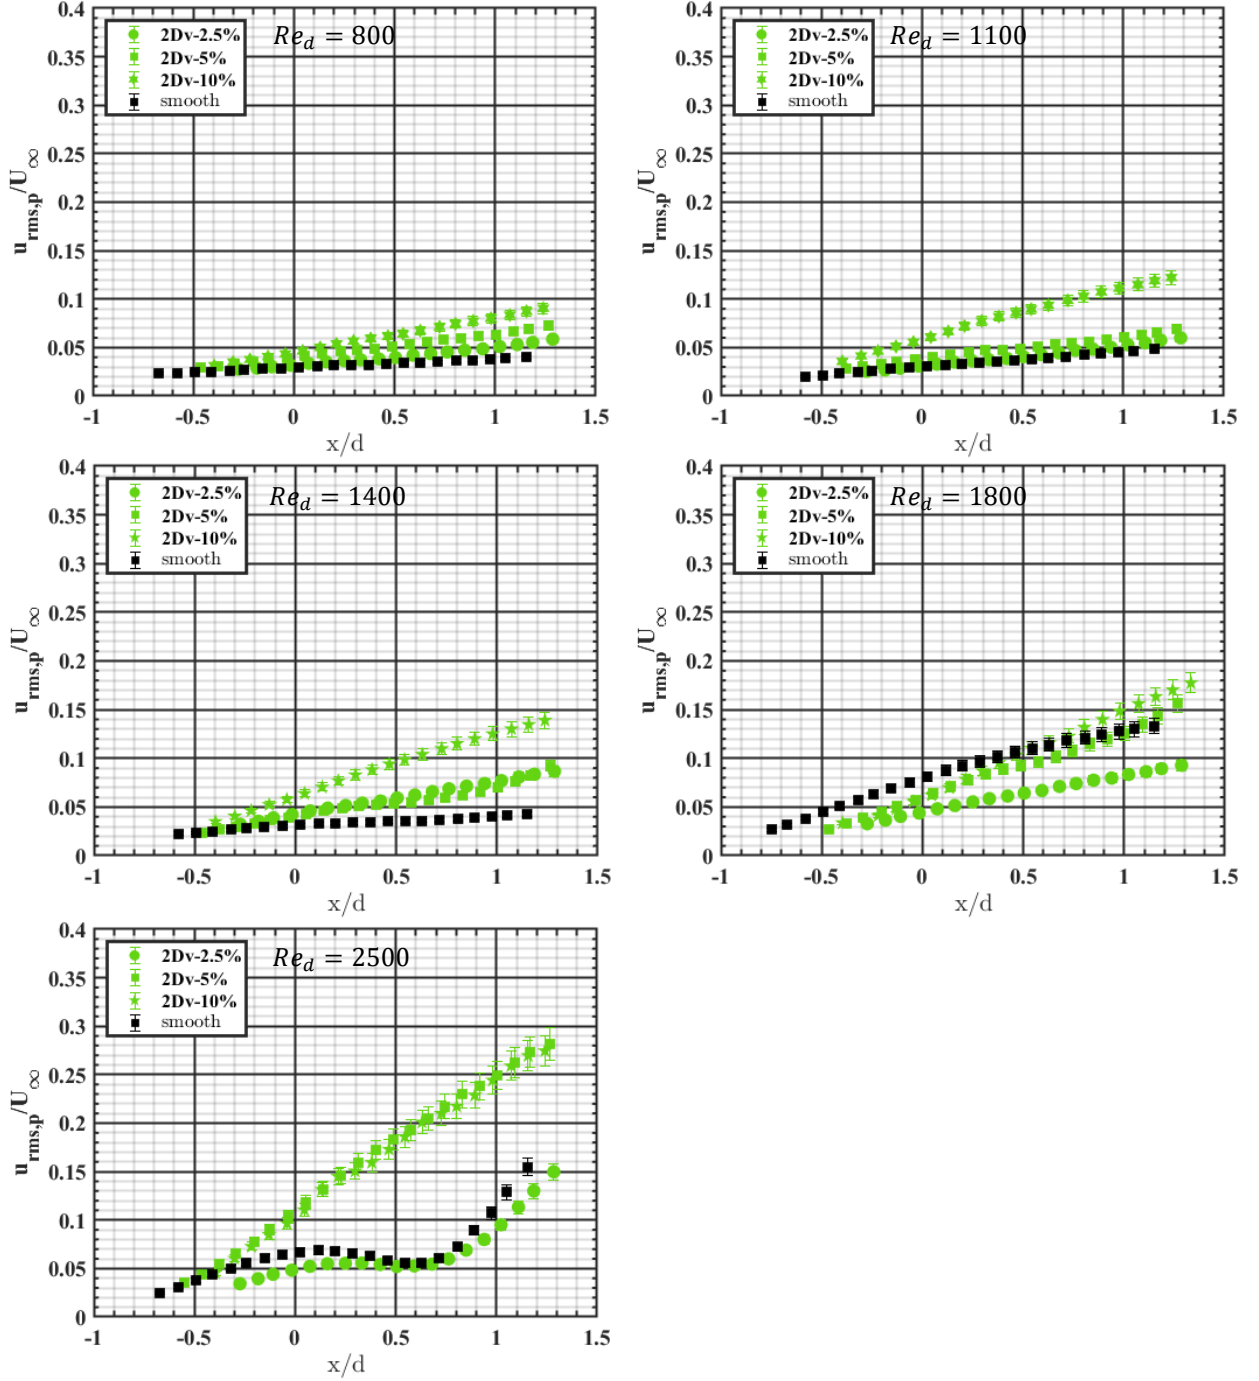 2Dv-2.5%
2Dv-5%
2Dv-10%
smooth
Re_d = 800
0.4
0.35
0.3
0.25
0.2
0.15
0.1
0.05
0
-1 -0.5 0 0.5 1 1.5
x/d
u_rms,p/U_∞
2Dv-2.5%
2Dv-5%
2Dv-10%
smooth
Re_d = 1100
0.4
0.35
0.3
0.25
0.2
0.15
0.1
0.05
0
-1 -0.5 0 0.5 1 1.5
x/d
u_rms,p/U_∞
2Dv-2.5%
2Dv-5%
2Dv-10%
smooth
Re_d = 1400
0.4
0.35
0.3
0.25
0.2
0.15
0.1
0.05
0
-1 -0.5 0 0.5 1 1.5
x/d
u_rms,p/U_∞
2Dv-2.5%
2Dv-5%
2Dv-10%
smooth
Re_d = 1800
0.4
0.35
0.3
0.25
0.2
0.15
0.1
0.05
0
-1 -0.5 0 0.5 1 1.5
x/d
u_rms,p/U_∞
2Dv-2.5%
2Dv-5%
2Dv-10%
smooth
Re_d = 2500
0.4
0.35
0.3
0.25
0.2
0.15
0.1
0.05
0
-1 -0.5 0 0.5 1 1.5
x/d
u_rms,p/U_∞